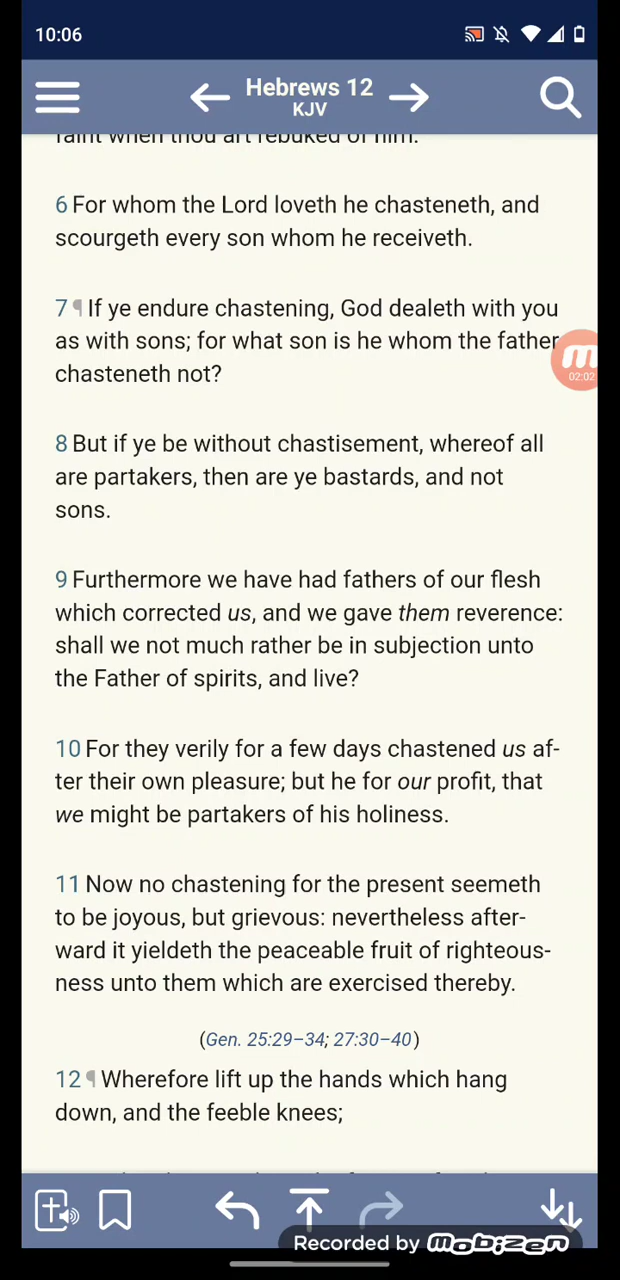 10:06
Hebrews 12
KJV
faint when thou art rebuked of him:
6 For whom the Lord loveth he chasteneth, and
scourgeth every son whom he receiveth.
7 ¶ If ye endure chastening, God dealeth with you
as with sons; for what son is he whom the father
chasteneth not?
m
02:02
8 But if ye be without chastisement, whereof all
are partakers, then are ye bastards, and not
sons.
9 Furthermore we have had fathers of our flesh
which corrected us, and we gave them reverence:
shall we not much rather be in subjection unto
the Father of spirits, and live?
10 For they verily for a few days chastened us af-
ter their own pleasure; but he for our profit, that
we might be partakers of his holiness.
11 Now no chastening for the present seemeth
to be joyous, but grievous: nevertheless after-
ward it yieldeth the peaceable fruit of righteous-
ness unto them which are exercised thereby.
(Gen. 25:29–34; 27:30–40)
12 ¶ Wherefore lift up the hands which hang
down, and the feeble knees;
Recorded by mobizen